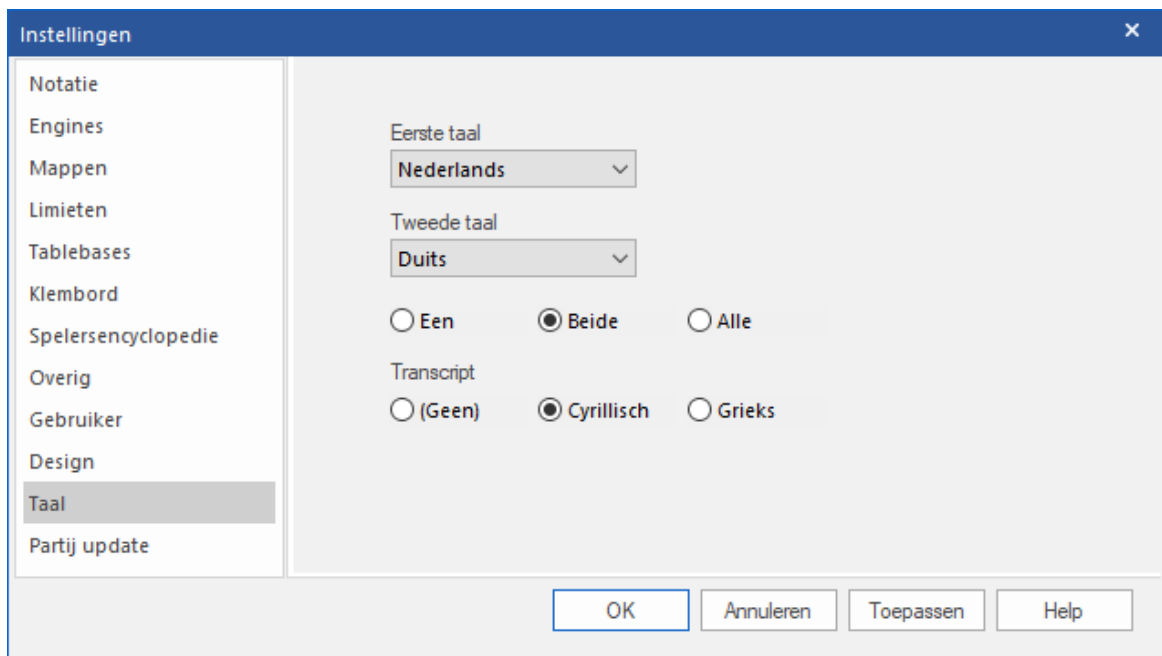 Instellingen
Notatie
Engines
Mappen
Limieten
Tablebases
Klembord
Spelersencyclopedie
Overig
Gebruiker
Design
Taal
Partij update
Eerste taal
Nederlands
Tweede taal
Duits
Een Beide Alle
Transcript
(Geen) Cyrillisch Grieks
OK Annuleren Toepassen Help